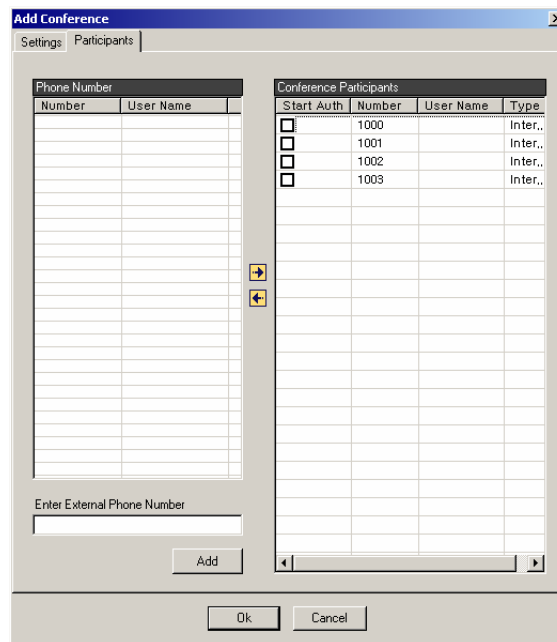 Add Conference
Settings Participants
Phone Number
Number User Name
Conference Participants
Start Auth Number User Name Type
1000 Inter..
1001 Inter..
1002 Inter..
1003 Inter..
Enter External Phone Number
Add
Ok Cancel